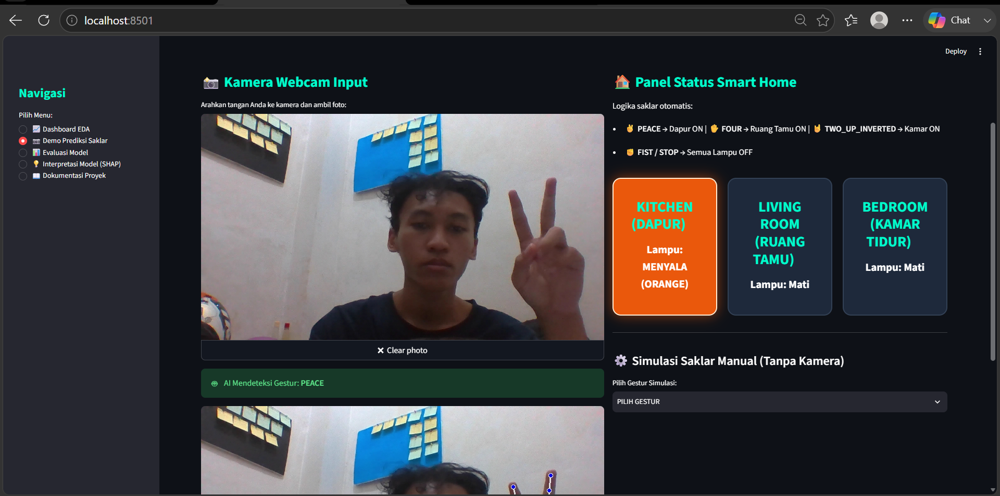 localhost:8501
Chat
Deploy
Navigasi
Pilih Menu:
Dashboard EDA
Demo Prediksi Saklar
Evaluasi Model
Interpretasi Model (SHAP)
Dokumentasi Proyek
Kamera Webcam Input
Arahkan tangan Anda ke kamera dan ambil foto:
Clear photo
AI Mendeteksi Gestur: PEACE
Panel Status Smart Home
Logika saklar otomatis:
• ✌ PEACE → Dapur ON | 🖐 FOUR → Ruang Tamu ON | 🤘 TWO_UP_INVERTED → Kamar ON
• ✊ FIST / STOP → Semua Lampu OFF
KITCHEN
(DAPUR)
Lampu:
MENYALA
(ORANGE)
LIVING
ROOM
(RUANG
TAMU)
Lampu: Mati
BEDROOM
(KAMAR
TIDUR)
Lampu: Mati
Simulasi Saklar Manual (Tanpa Kamera)
Pilih Gestur Simulasi:
PILIH GESTUR